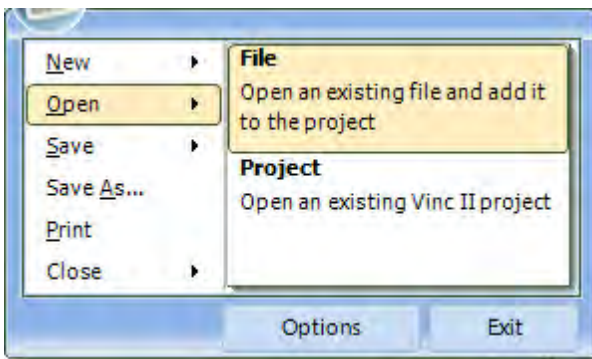 New
Open
Save
Save As...
Print
Close
File
Open an existing file and add it
to the project
Project
Open an existing Vinc II project
Options
Exit